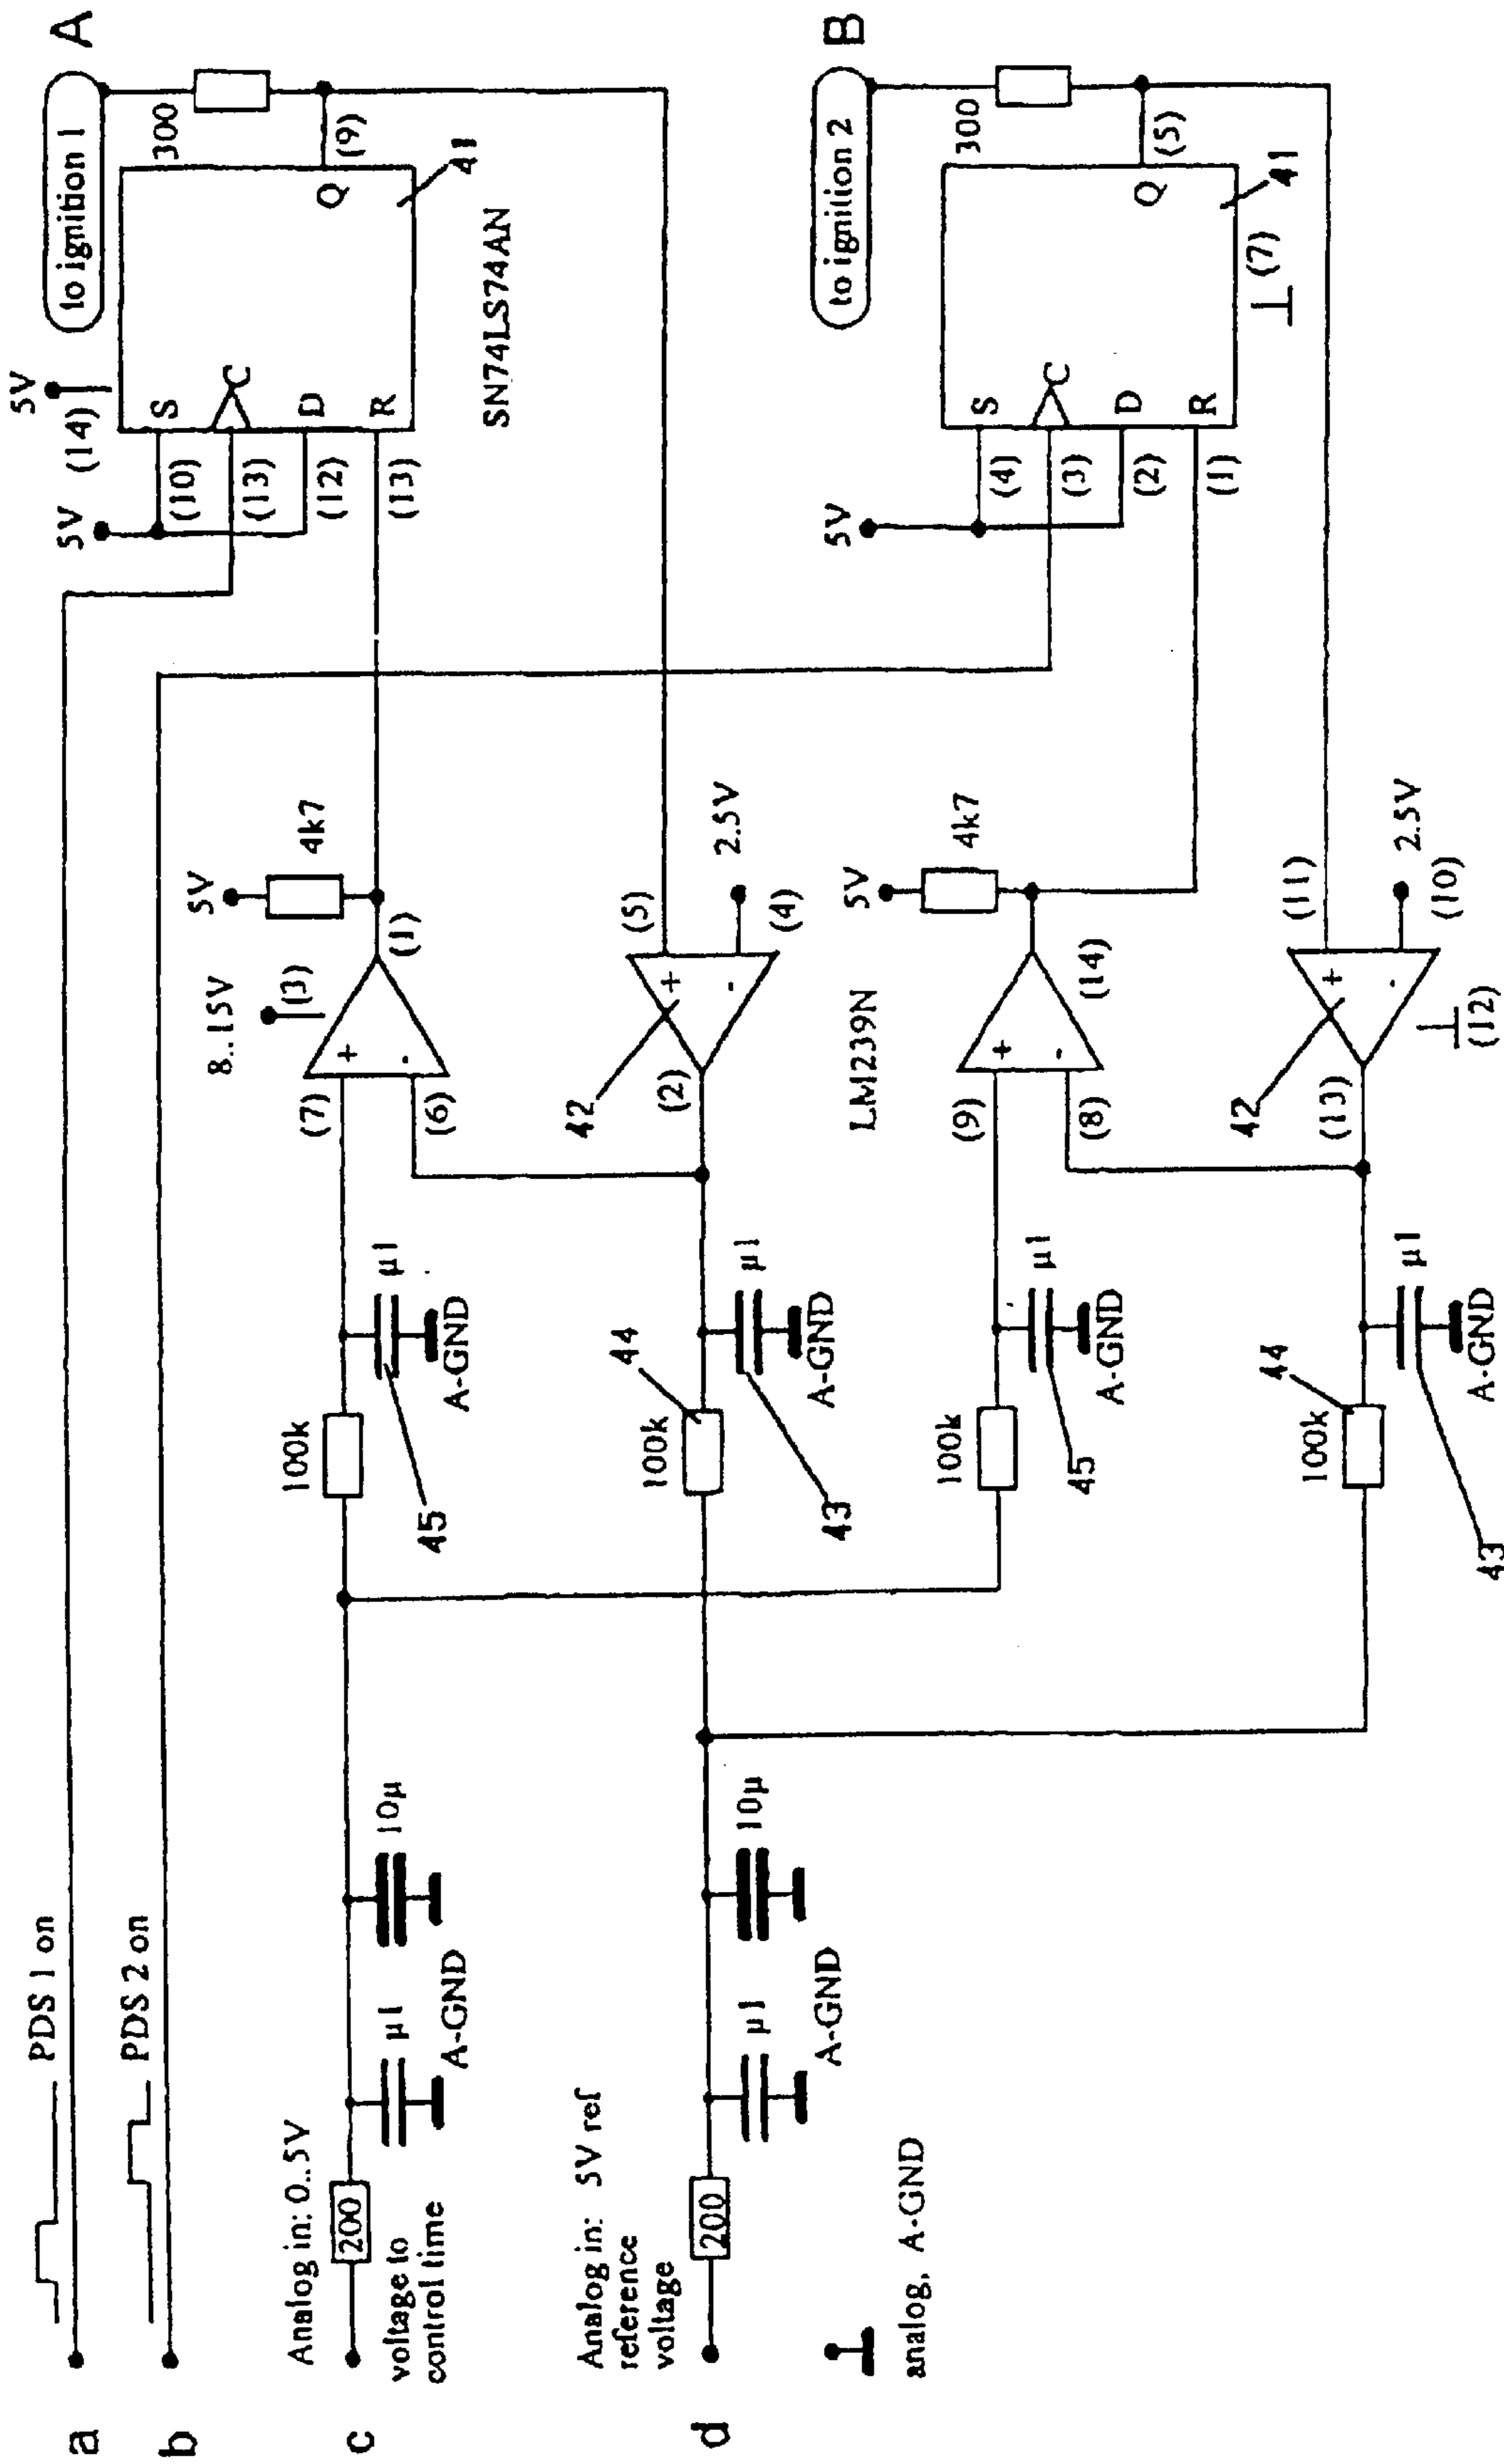 a
PDS 1 on
b
PDS 2 on
c
Analog in: 0..5V
200
voltage to
control time
µ1
A-GND
10µ
d
Analog in: 5V ref
reference
voltage
200
µ1
A-GND
10µ
analog, A-GND
100k
45
µ1
A-GND
(7)
(6)
+
-
8..15V
(3)
(1)
5V
4k7
100k
44
43
µ1
A-GND
42
(2)
+
-
(5)
(4)
2.5V
100k
45
µ1
A-GND
LM239N
(9)
(8)
+
-
(14)
5V
4k7
100k
44
43
µ1
A-GND
42
(13)
+
-
(12)
(11)
(10)
2.5V
5V
5V
(14)
(10)
(13)
(12)
(13)
S
C
D
R
Q
(9)
41
SN74LS74AN
300
to ignition 1
A
5V
(4)
(3)
(2)
(1)
S
C
D
R
Q
(5)
41
(7)
300
to ignition 2
B